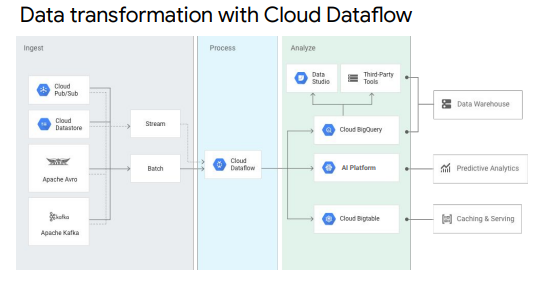 Data transformation with Cloud Dataflow
Ingest
Process
Analyze
Cloud
Pub/Sub
Cloud
Datastore
Apache Avro
kafka
Apache Kafka
Stream
Batch
Cloud
Dataflow
Data
Studio
Third-Party
Tools
Cloud BigQuery
AI Platform
Cloud Bigtable
Data Warehouse
Predictive Analytics
Caching & Serving